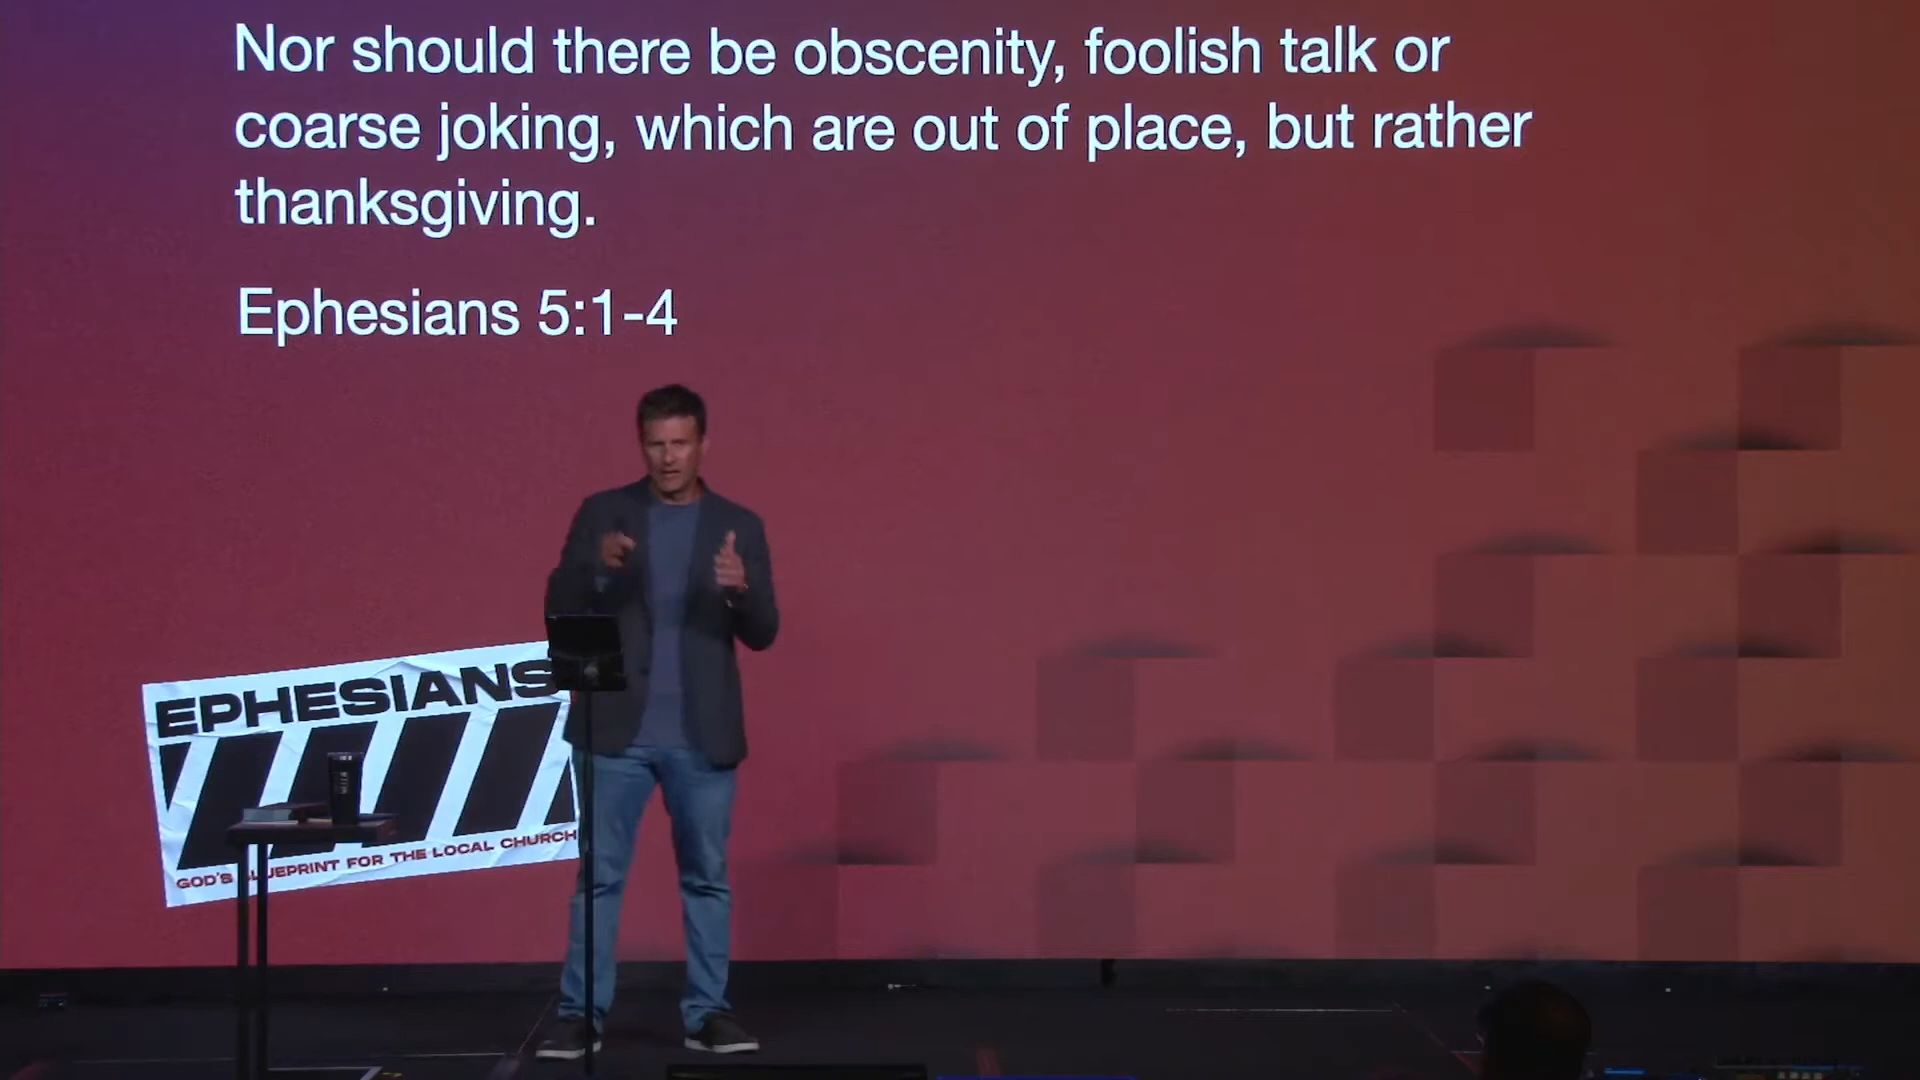 Nor should there be obscenity, foolish talk or
coarse joking, which are out of place, but rather
thanksgiving.
Ephesians 5:1-4
EPHESIANS
GOD'S BLUEPRINT FOR THE LOCAL CHURCH